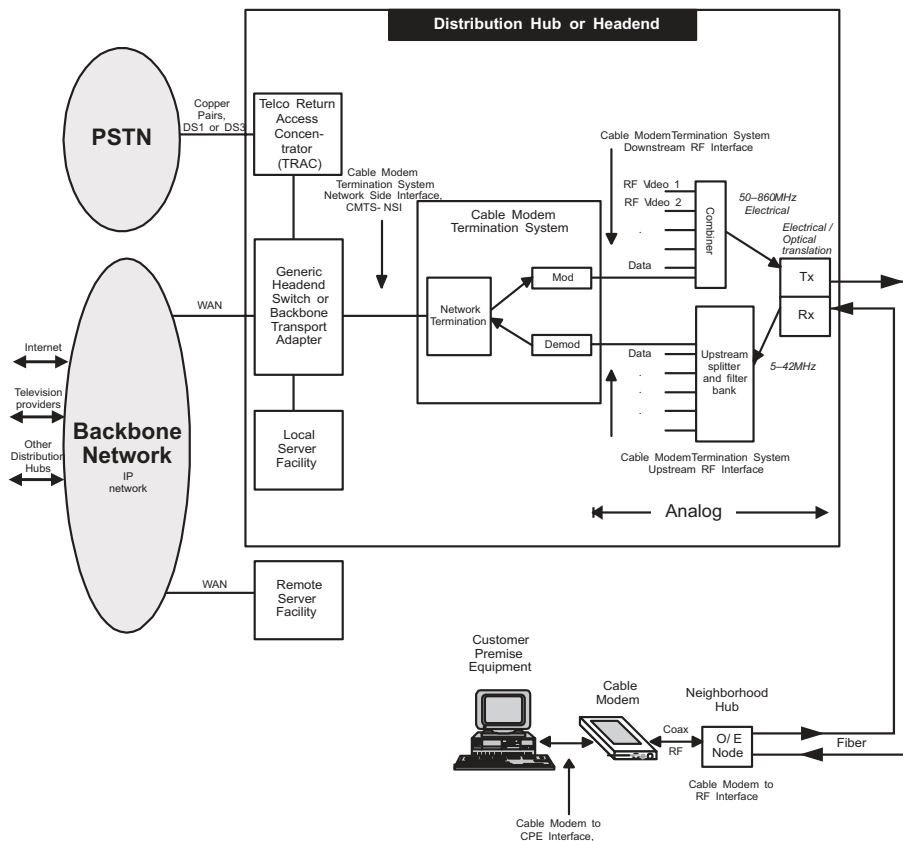 Distribution Hub or Headend
PSTN
Copper
Pairs,
DS1 or DS3
Telco Return
Access
Concen-
trator
(TRAC)
Cable Modem
Termination System
Network Side Interface,
CMTS- NSI
Cable ModemTermination System
Downstream RF Interface
RF Video 1
RF Video 2
.
.
Data
Combiner
50–860MHz
Electrical
Electrical /
Optical
translation
Tx
Rx
Cable Modem
Termination System
Network
Termination
Mod
Demod
Generic
Headend
Switch or
Backbone
Transport
Adapter
WAN
Internet
Television
providers
Other
Distribution
Hubs
Backbone
Network
IP
network
Data
.
.
.
.
Upstream
splitter
and filter
bank
5–42MHz
Cable ModemTermination System
Upstream RF Interface
Local
Server
Facility
Analog
WAN
Remote
Server
Facility
Customer
Premise
Equipment
Cable
Modem
Neighborhood
Hub
Coax
RF
O/E
Node
Fiber
Cable Modem to
RF Interface
Cable Modem to
CPE Interface,